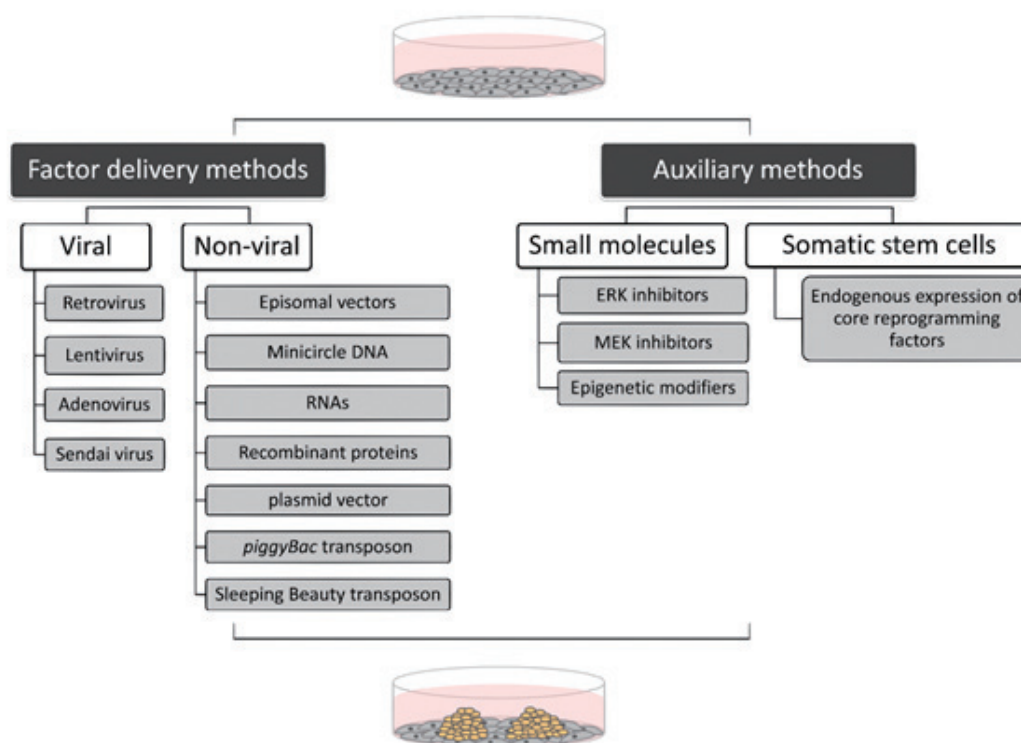 Factor delivery methods
Auxiliary methods
Viral
Non-viral
Small molecules
Somatic stem cells
Retrovirus
Lentivirus
Adenovirus
Sendai virus
Episomal vectors
Minicircle DNA
RNAs
Recombinant proteins
plasmid vector
piggyBac transposon
Sleeping Beauty transposon
ERK inhibitors
MEK inhibitors
Epigenetic modifiers
Endogenous expression of
core reprogramming
factors